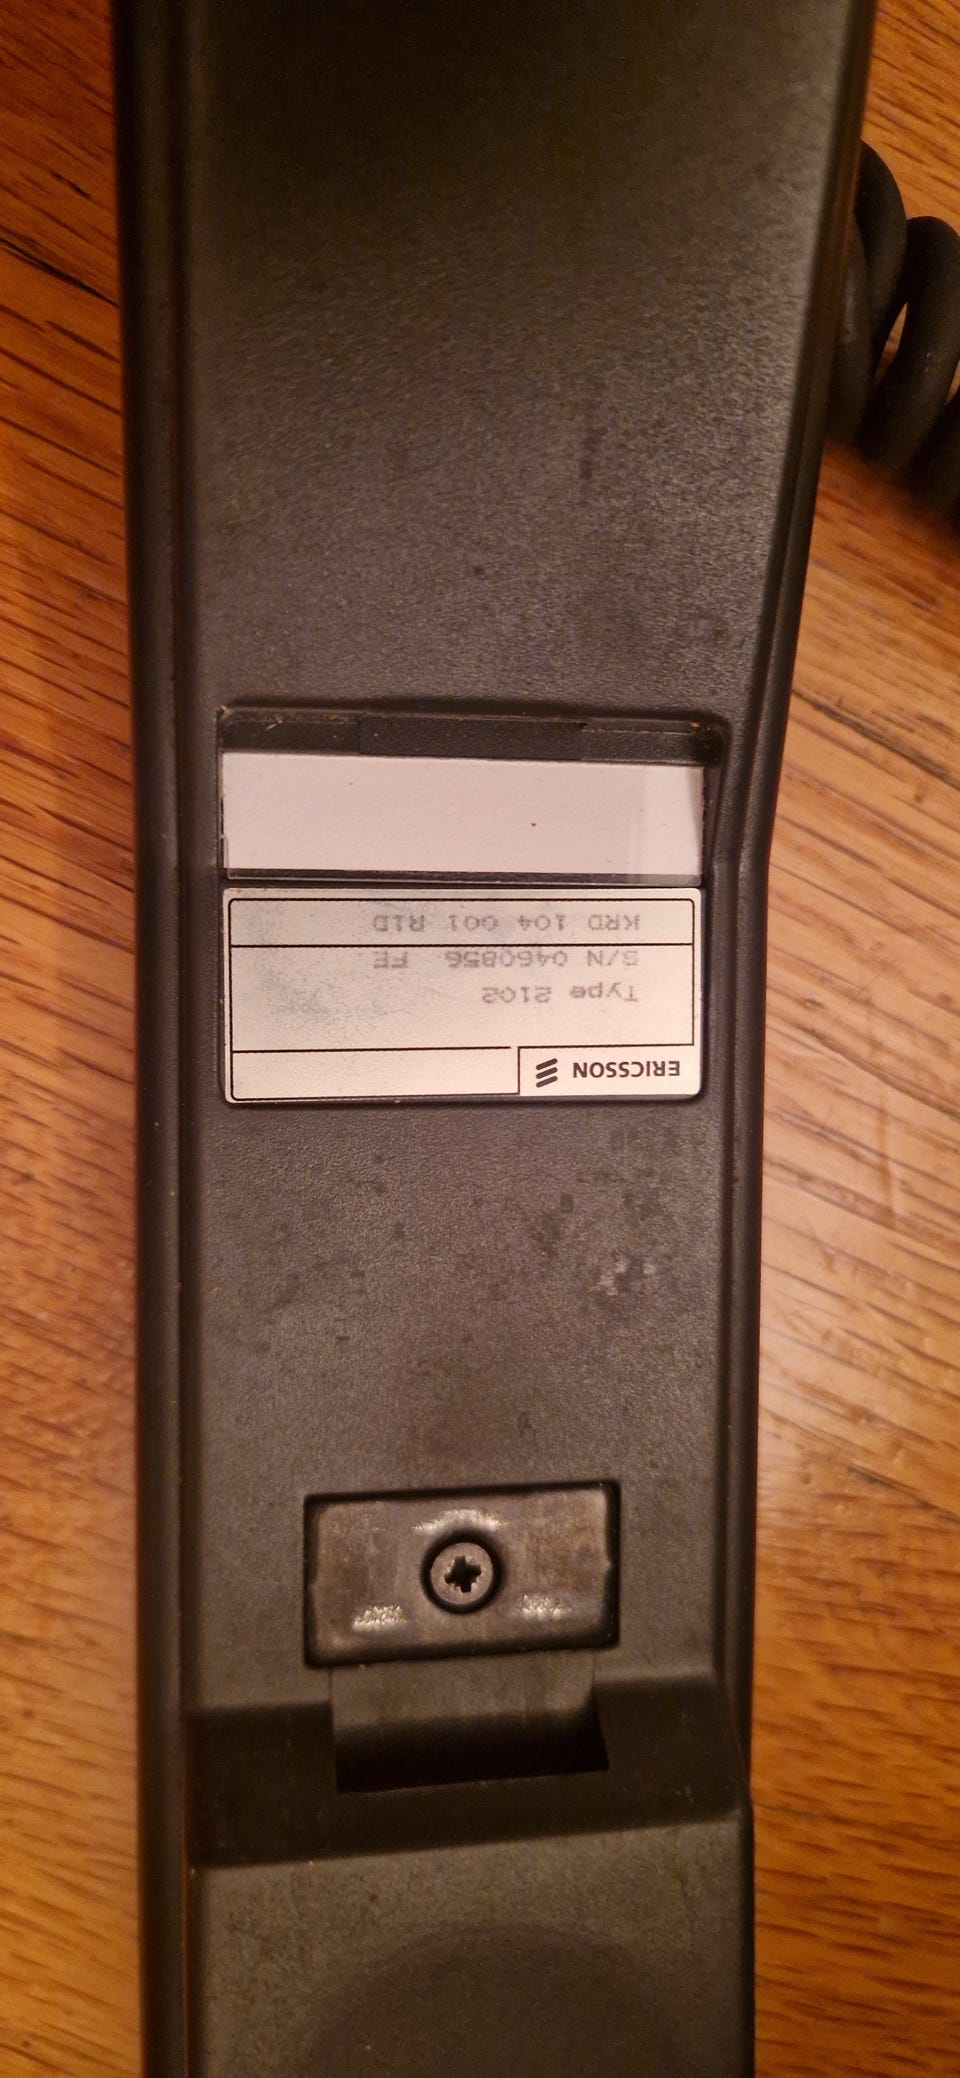 ERICSSON
Type 2102
S/N 0460856 FE
KRD 104 001 R1D